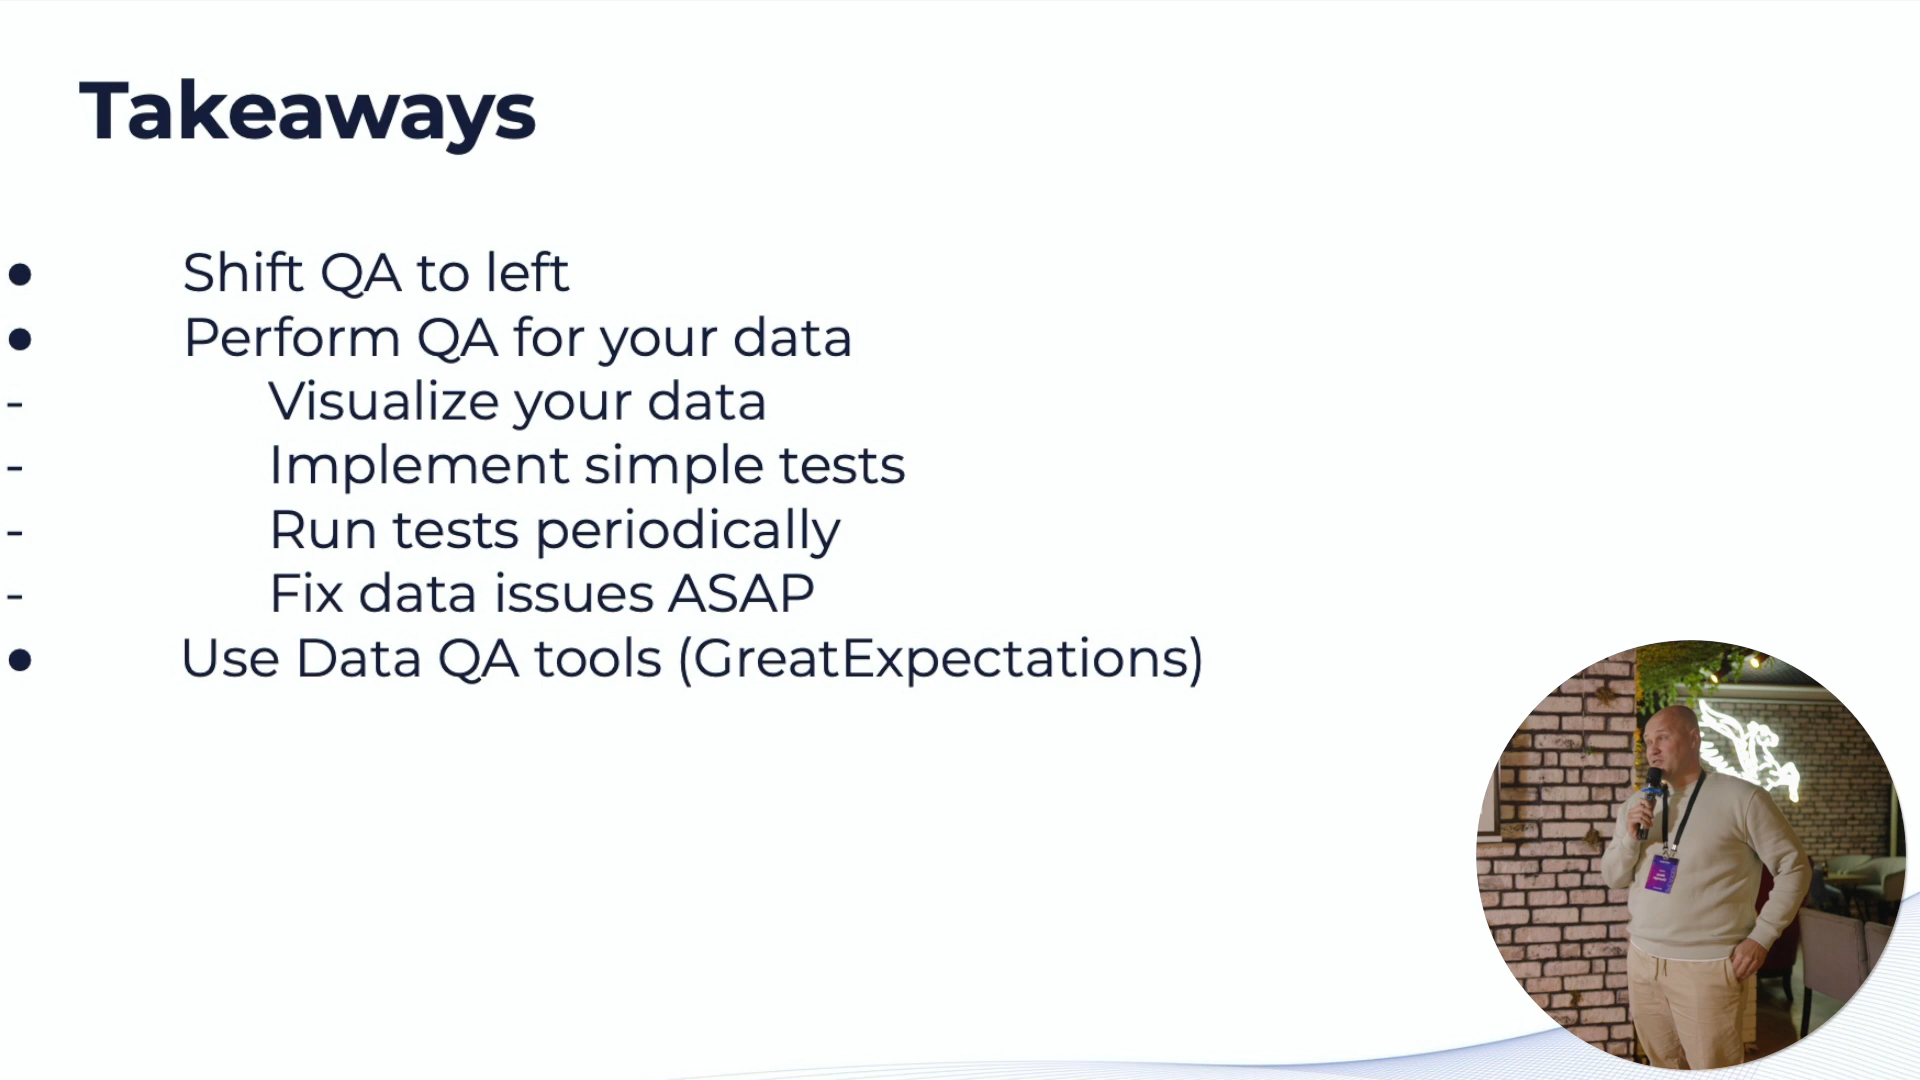 Takeaways
● Shift QA to left
● Perform QA for your data
- Visualize your data
- Implement simple tests
- Run tests periodically
- Fix data issues ASAP
● Use Data QA tools (GreatExpectations)